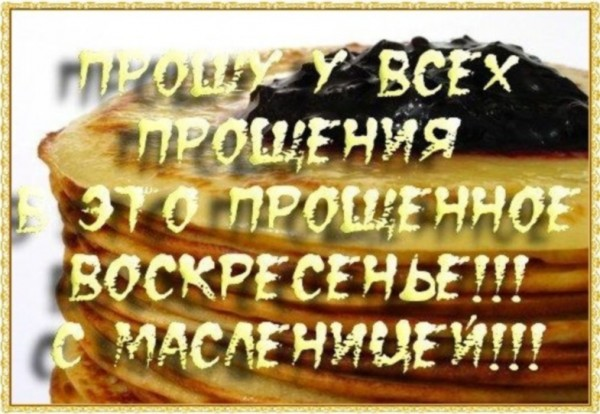 ПРОШУ У ВСЕХ
ПРОЩЕНИЯ
В ЭТО ПРОЩЕННОЕ
ВОСКРЕСЕНЬЕ!!!
С МАСЛЕНИЦЕЙ!!!